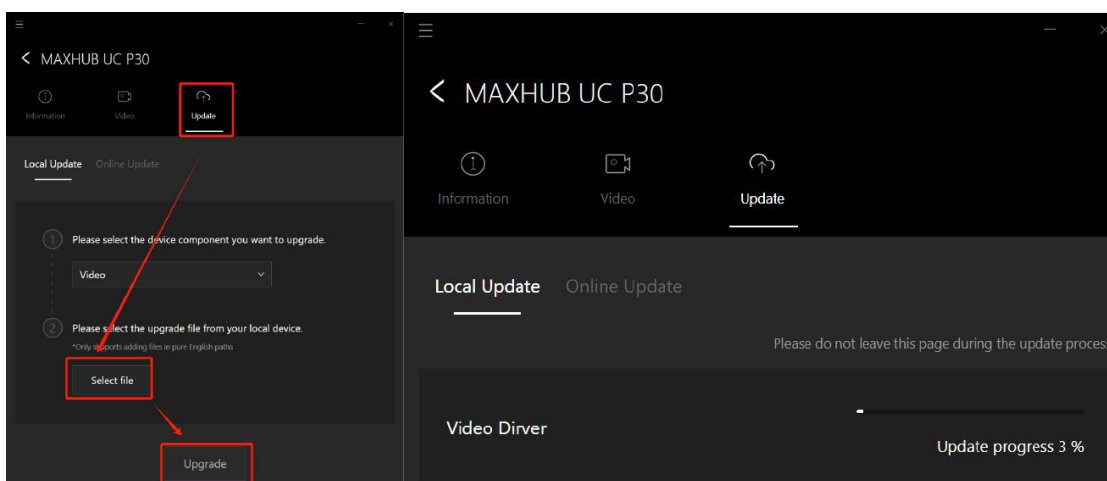 MAXHUB UC P30
Information Video Update
Local Update Online Update
1 Please select the device component you want to upgrade.
Video
2 Please select the upgrade file from your local device.
*Only supports adding files in pure English paths
Select file
Upgrade
MAXHUB UC P30
Information Video Update
Local Update Online Update
Please do not leave this page during the update proces
Video Dirver
Update progress 3 %